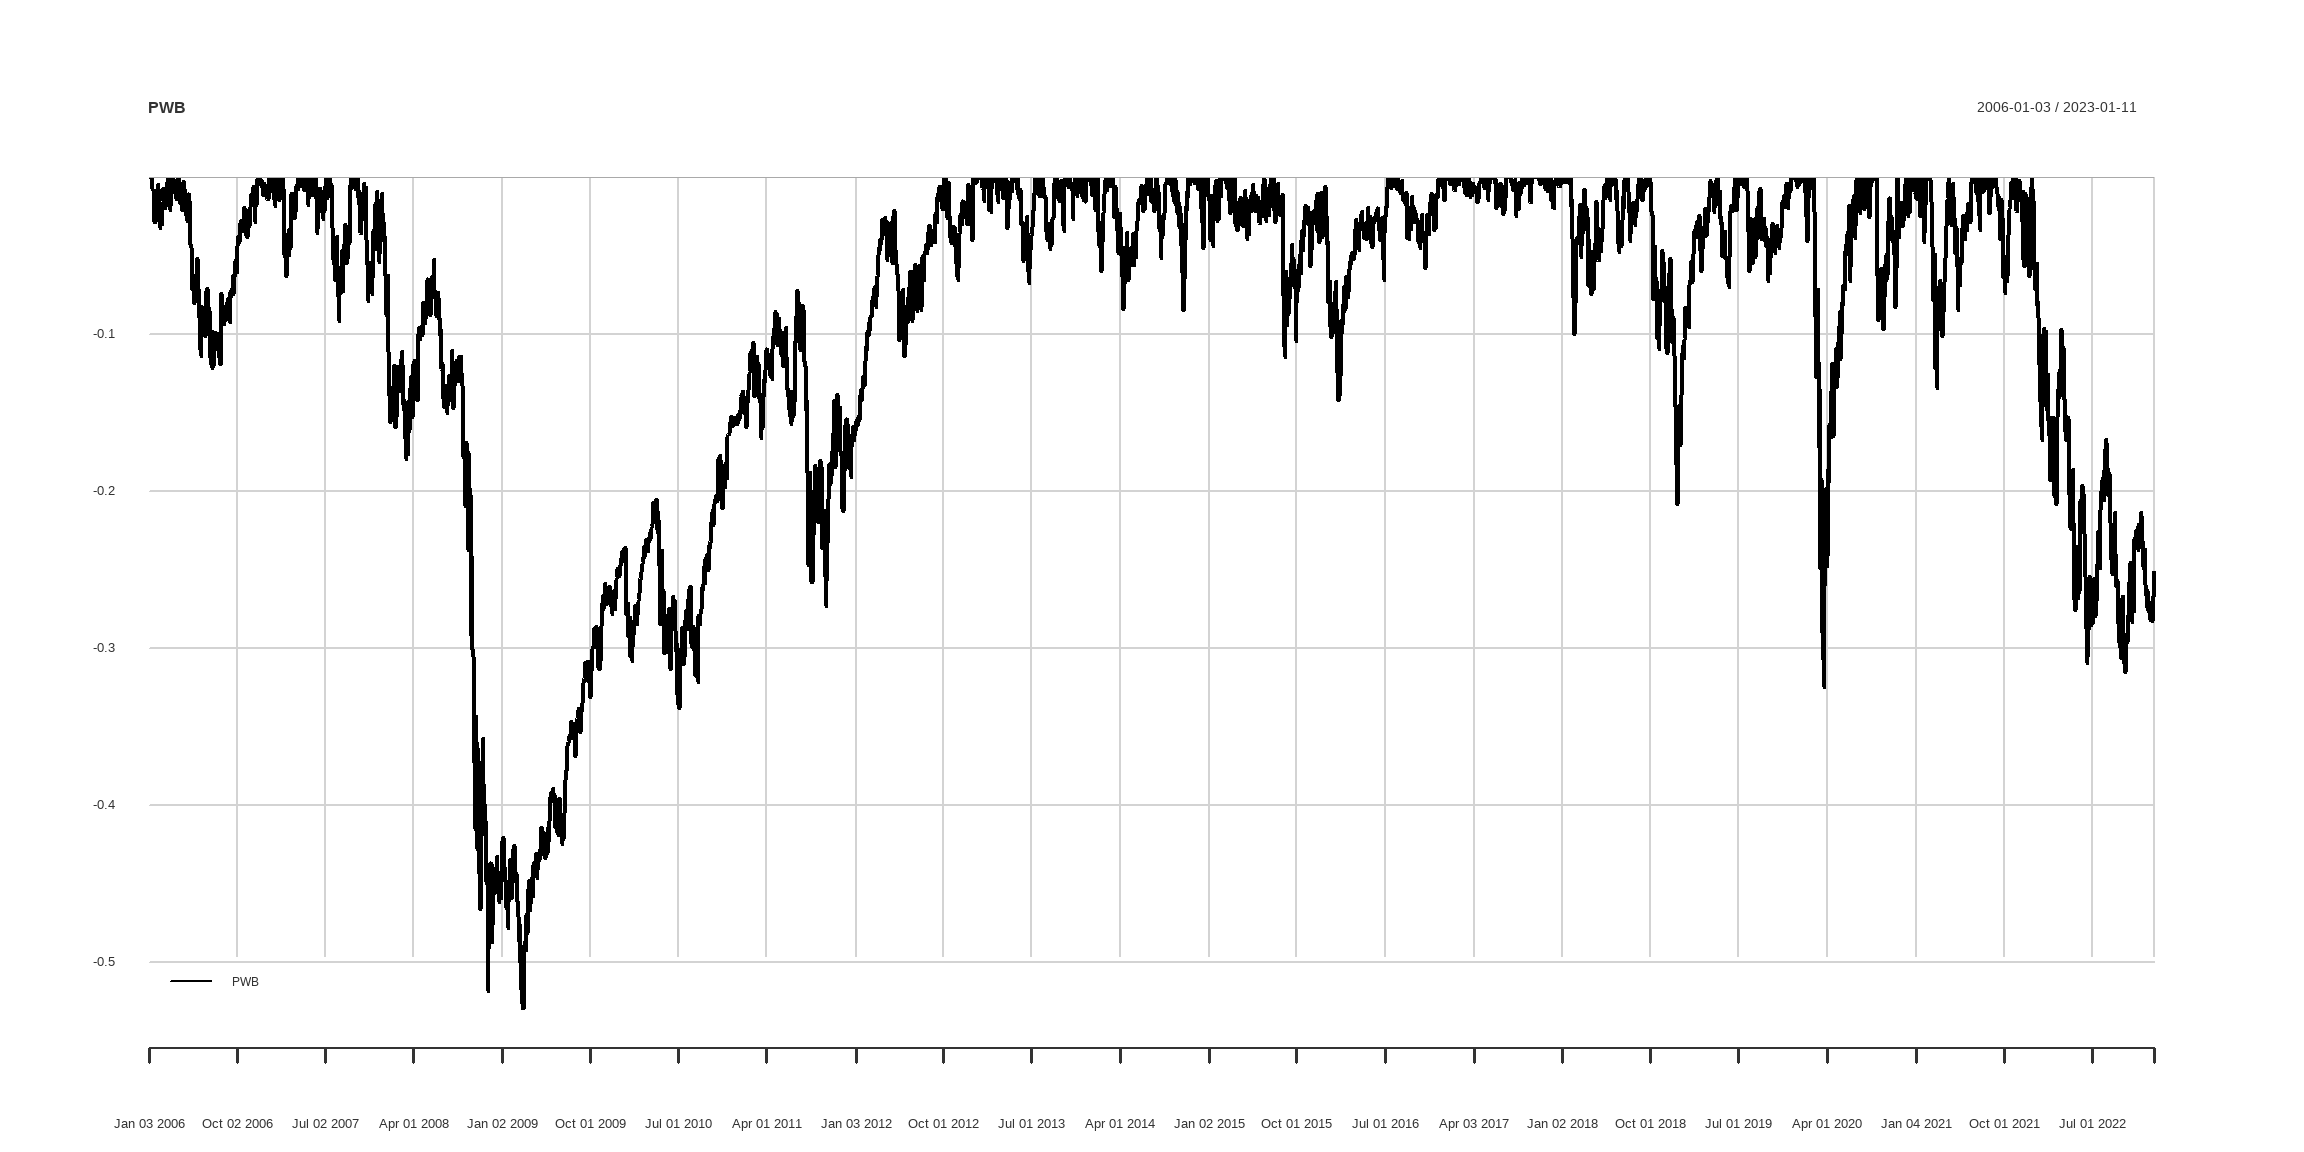 PWB
2006-01-03 / 2023-01-11
-0.1
-0.2
-0.3
-0.4
-0.5
PWB
Jan 03 2006 Oct 02 2006 Jul 02 2007 Apr 01 2008 Jan 02 2009 Oct 01 2009 Jul 01 2010 Apr 01 2011 Jan 03 2012 Oct 01 2012 Jul 01 2013 Apr 01 2014 Jan 02 2015 Oct 01 2015 Jul 01 2016 Apr 03 2017 Jan 02 2018 Oct 01 2018 Jul 01 2019 Apr 01 2020 Jan 04 2021 Oct 01 2021 Jul 01 2022